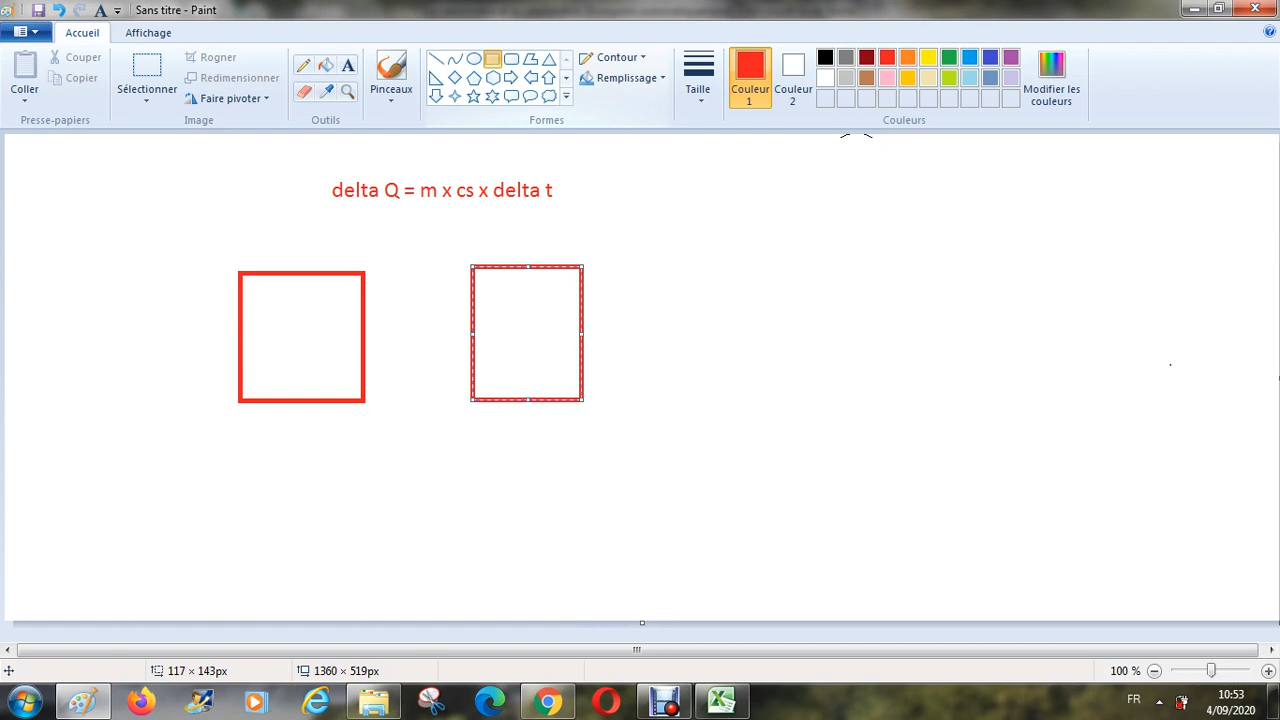 Sans titre - Paint
Accueil Affichage
Coller
Couper
Copier
Presse-papiers
Sélectionner
Rogner
Redimensionner
Faire pivoter
Image
A
Outils
Pinceaux
Contour
Remplissage
Formes
Taille
Couleur 1
Couleur 2
Modifier les couleurs
Couleurs
delta Q = m x cs x delta t
117 × 143px
1360 × 519px
100 %
FR
10:53
4/09/2020